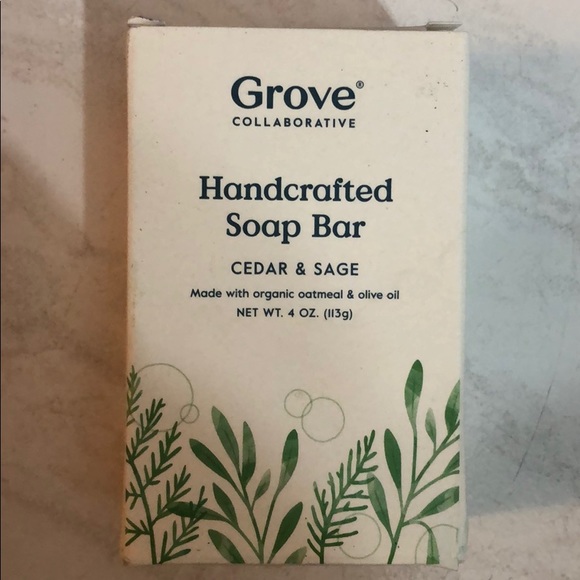 Grove®
COLLABORATIVE
Handcrafted
Soap Bar
CEDAR & SAGE
Made with organic oatmeal & olive oil
NET WT. 4 OZ. (113g)